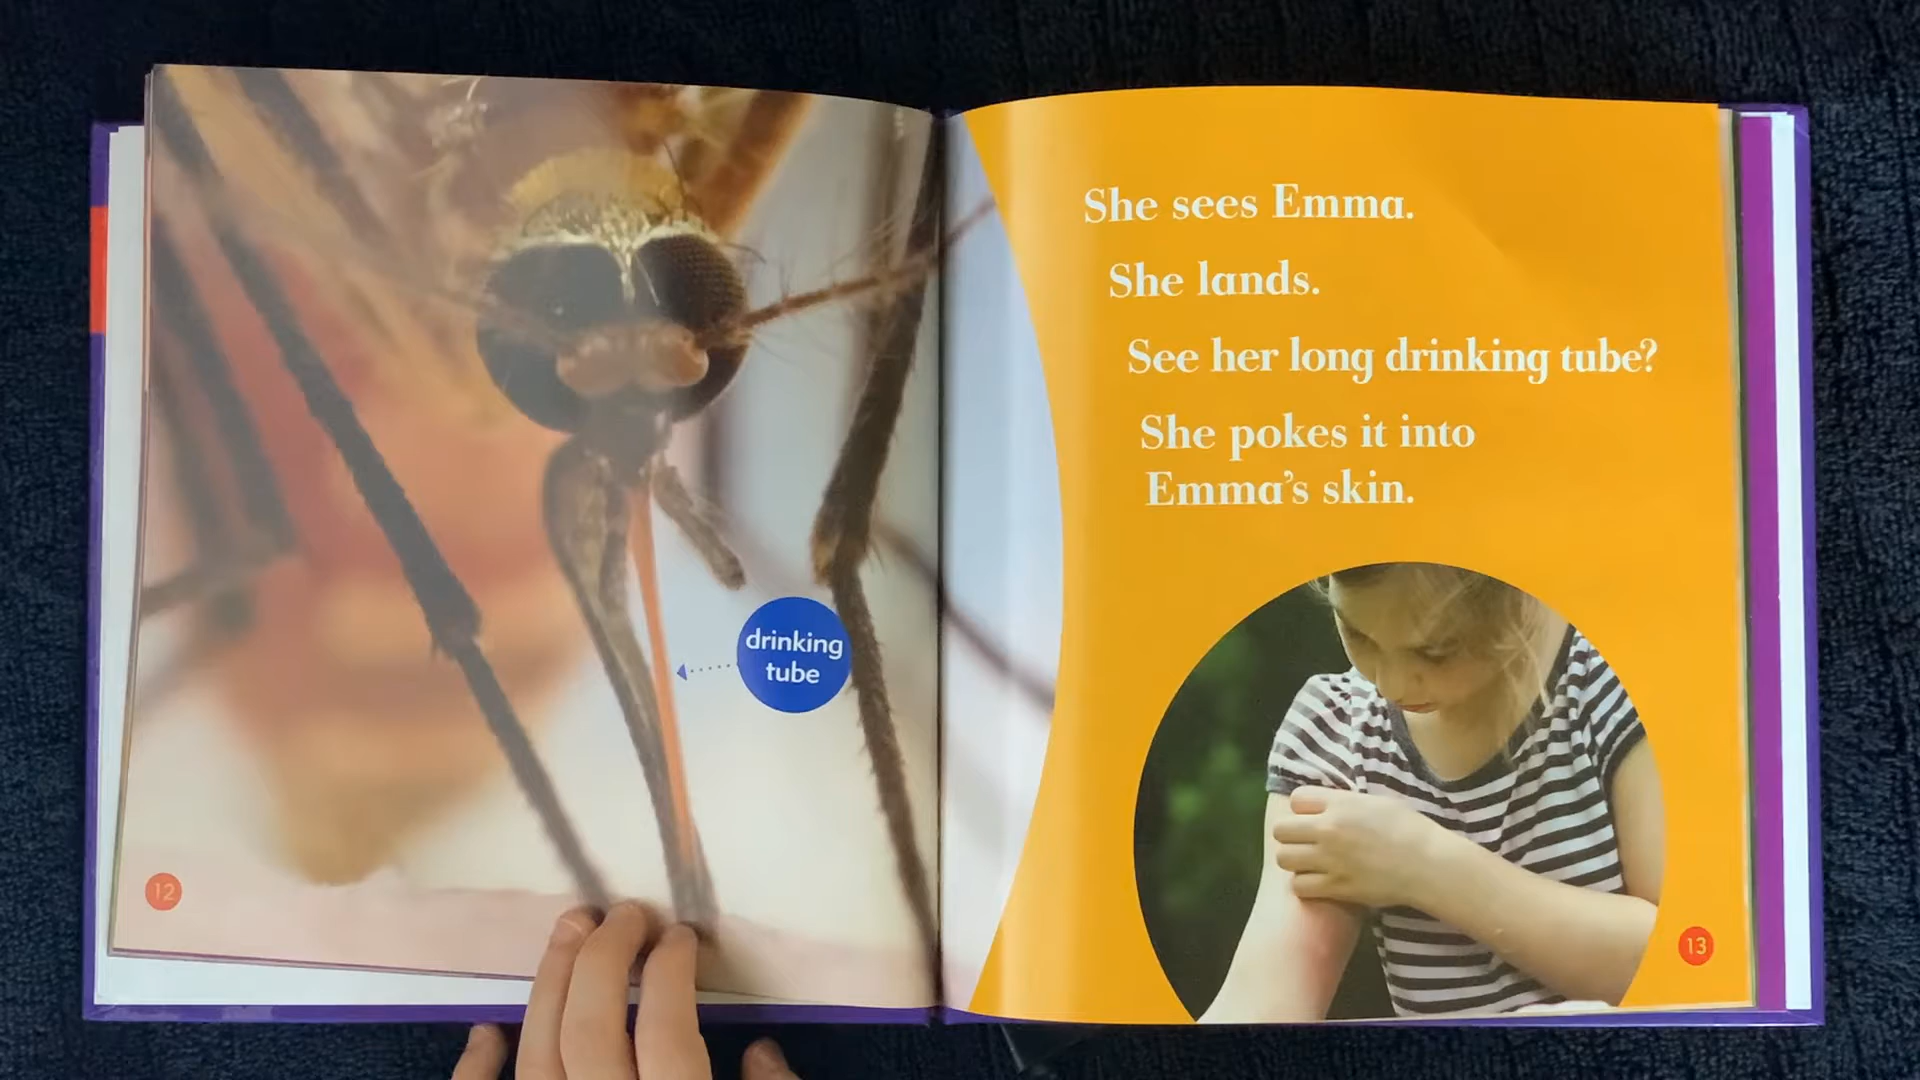 drinking
tube
12
She sees Emma.
She lands.
See her long drinking tube?
She pokes it into
Emma's skin.
13